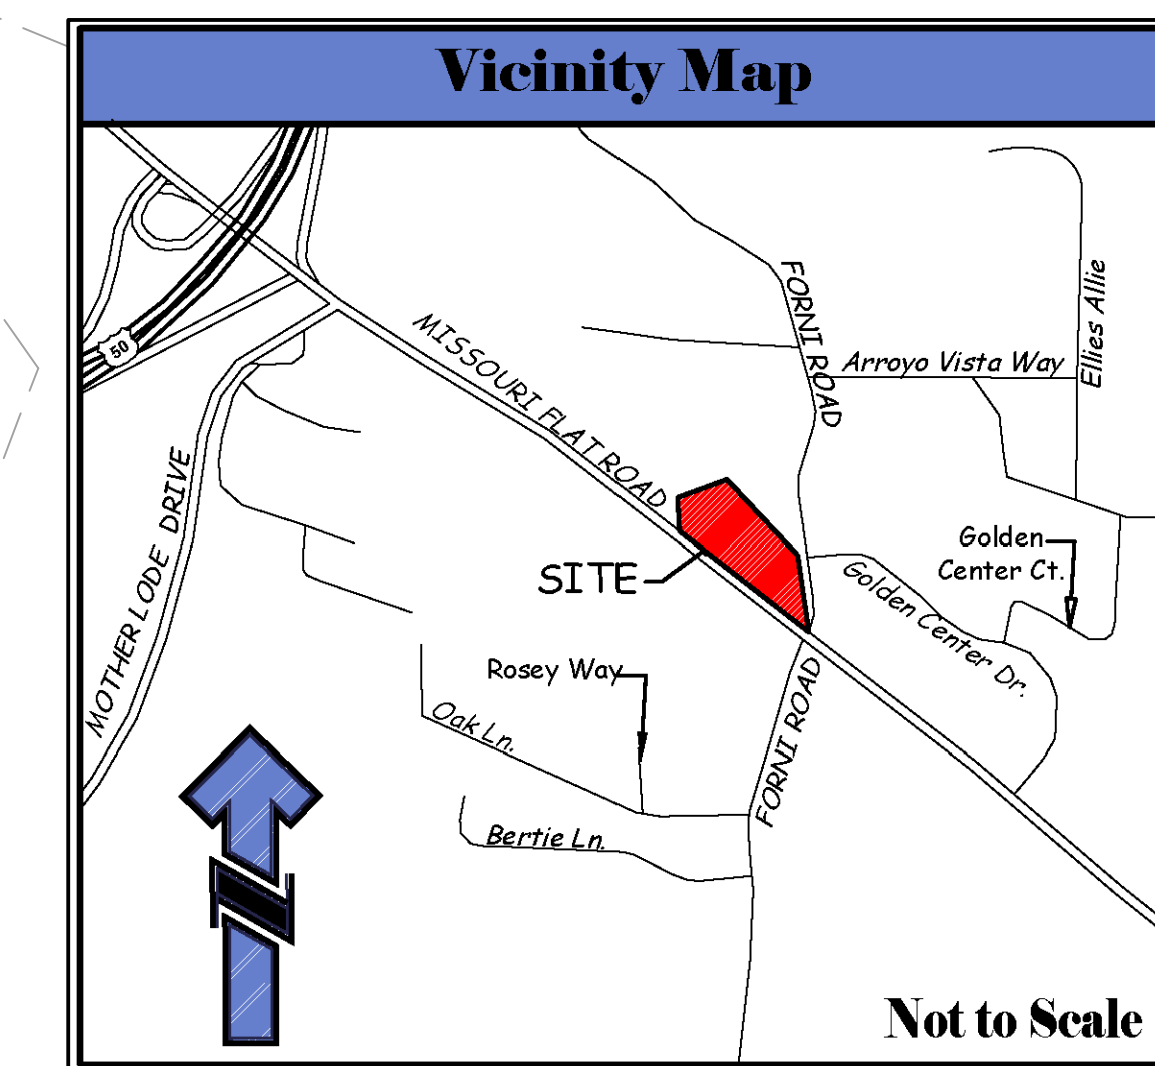 Vicinity Map
FORNI ROAD
Ellies Allie
MISSOURI FLAT ROAD
50
Arroyo Vista Way
MOTHER LODE DRIVE
Golden
Center Ct.
SITE
Golden Center Dr.
Rosey Way
FORNI ROAD
Oak Ln.
Bertie Ln.
N
Not to Scale